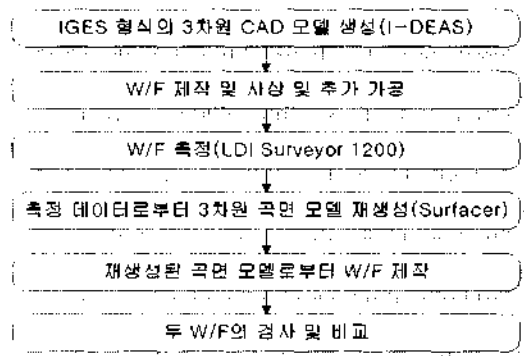 IGES 형식의 3차원 CAD 모델 생성(I-DEAS)
W/F 제작 및 사상 및 추가 가공
W/F 측정(LDI Surveyor 1200)
측정 데이터로부터 3차원 곡면 모델 재생성(Surfacer)
재생성된 곡면 모델로부터 W/F 제작
두 W/F의 검사 및 비교